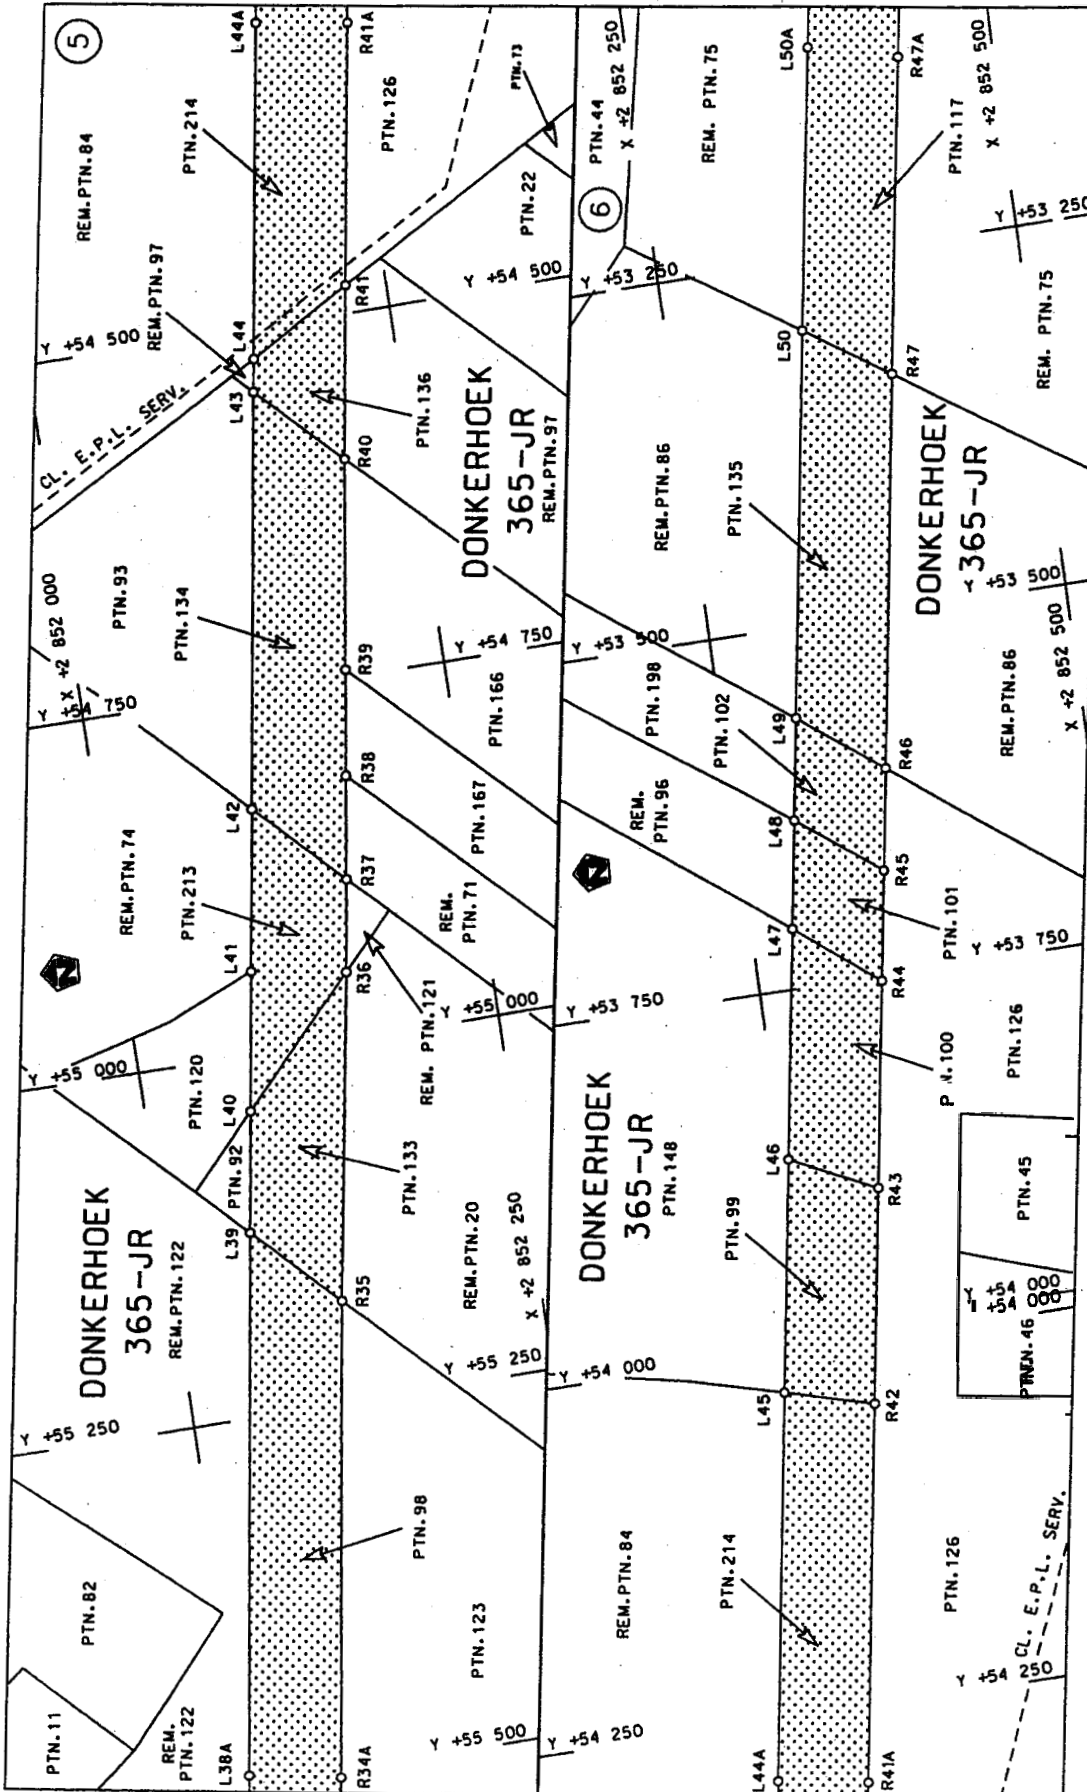 5
REM.PTN.84
PTN.214
L44A
R41A
PTN.126
PTN.73
PTN.22
Y +54 500
REM.PTN.97
L44
L43
R41
Y +54 500
CL. E.P.L. SERV.
PTN.136
R40
DONKERHOEK
365-JR
REM.PTN.97
X +2 852 000
PTN.93
PTN.134
Y +54 750
R39
Y +54 750
PTN.166
R38
PTN.167
L42
R37
REM.PTN.74
PTN.213
L41
N
REM.
PTN.71
R36
REM. PTN.121
Y +55 000
Y +55 000
PTN.120
L40
PTN.92
PTN.133
L39
R35
DONKERHOEK
365-JR
REM.PTN.122
REM.PTN.20
X +2 852 250
Y +55 250
Y +55 250
PTN.98
PTN.82
PTN.123
PTN.11
REM.
PTN.122
L38A
R34A
Y +55 500
6
PTN.44
X +2 852 250
REM. PTN.75
L50A
R47A
PTN.117
X +2 852 500
Y +53 250
Y +53 250
L50
R47
REM. PTN.75
REM.PTN.86
PTN.135
DONKERHOEK
365-JR
Y +53 500
Y +53 500
X +2 852 500
PTN.198
PTN.102
L49
R46
REM.PTN.86
REM.
PTN.96
L48
R45
N
L47
R44
PTN.101
Y +53 750
Y +53 750
PTN.100
PTN.126
DONKERHOEK
365-JR
PTN.148
L46
R43
PTN.45
PTN.99
Y +54 000
Y +54 000
+54 000
PTN.46
L45
R42
REM.PTN.84
PTN.214
PTN.126
CL. E.P.L. SERV.
Y +54 250
Y +54 250
L44A
R41A